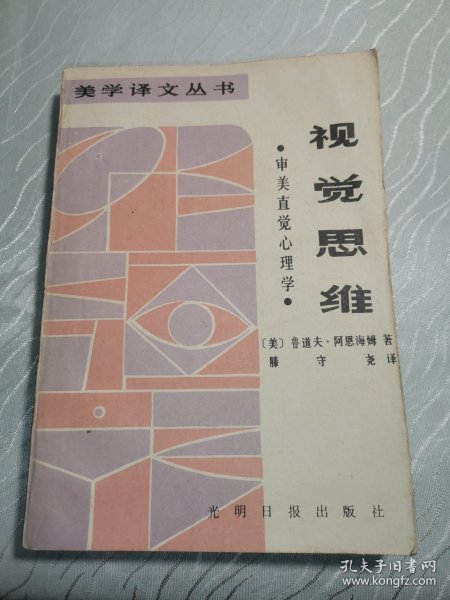 美学译文丛书
视觉思维
•审美直觉心理学•
〔美〕鲁道夫·阿恩海姆 著
滕守尧 译
光明日报出版社
孔夫子旧书网
www.kongfz.com